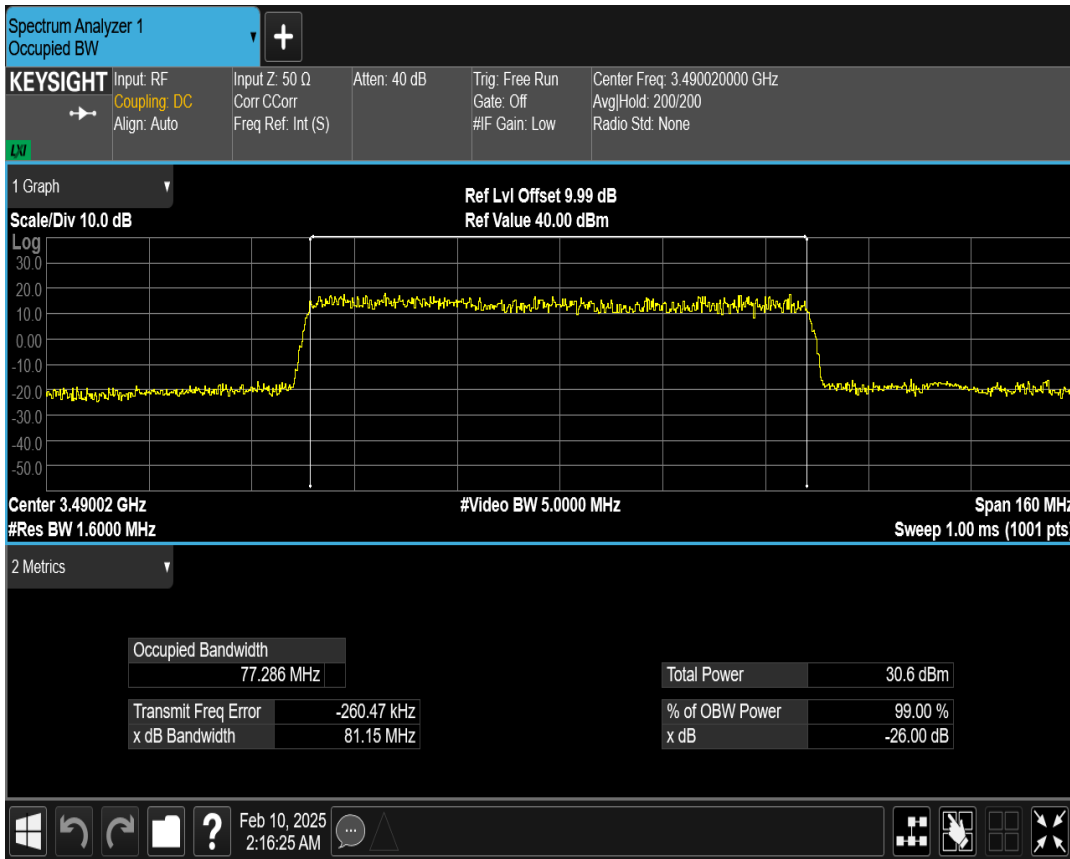 Spectrum Analyzer 1
Occupied BW
KEYSIGHT
LXI
Input: RF
Coupling: DC
Align: Auto
Input Z: 50 Ω
Corr CCorr
Freq Ref: Int (S)
Atten: 40 dB
Trig: Free Run
Gate: Off
#IF Gain: Low
Center Freq: 3.490020000 GHz
Avg|Hold: 200/200
Radio Std: None
1 Graph
Scale/Div 10.0 dB
Ref Lvl Offset 9.99 dB
Ref Value 40.00 dBm
Log
30.0
20.0
10.0
0.00
-10.0
-20.0
-30.0
-40.0
-50.0
Center 3.49002 GHz
#Video BW 5.0000 MHz
Span 160 MHz
#Res BW 1.6000 MHz
Sweep 1.00 ms (1001 pts)
2 Metrics
Occupied Bandwidth
77.286 MHz
Total Power 30.6 dBm
Transmit Freq Error -260.47 kHz
% of OBW Power 99.00 %
x dB Bandwidth 81.15 MHz
x dB -26.00 dB
?
Feb 10, 2025
2:16:25 AM